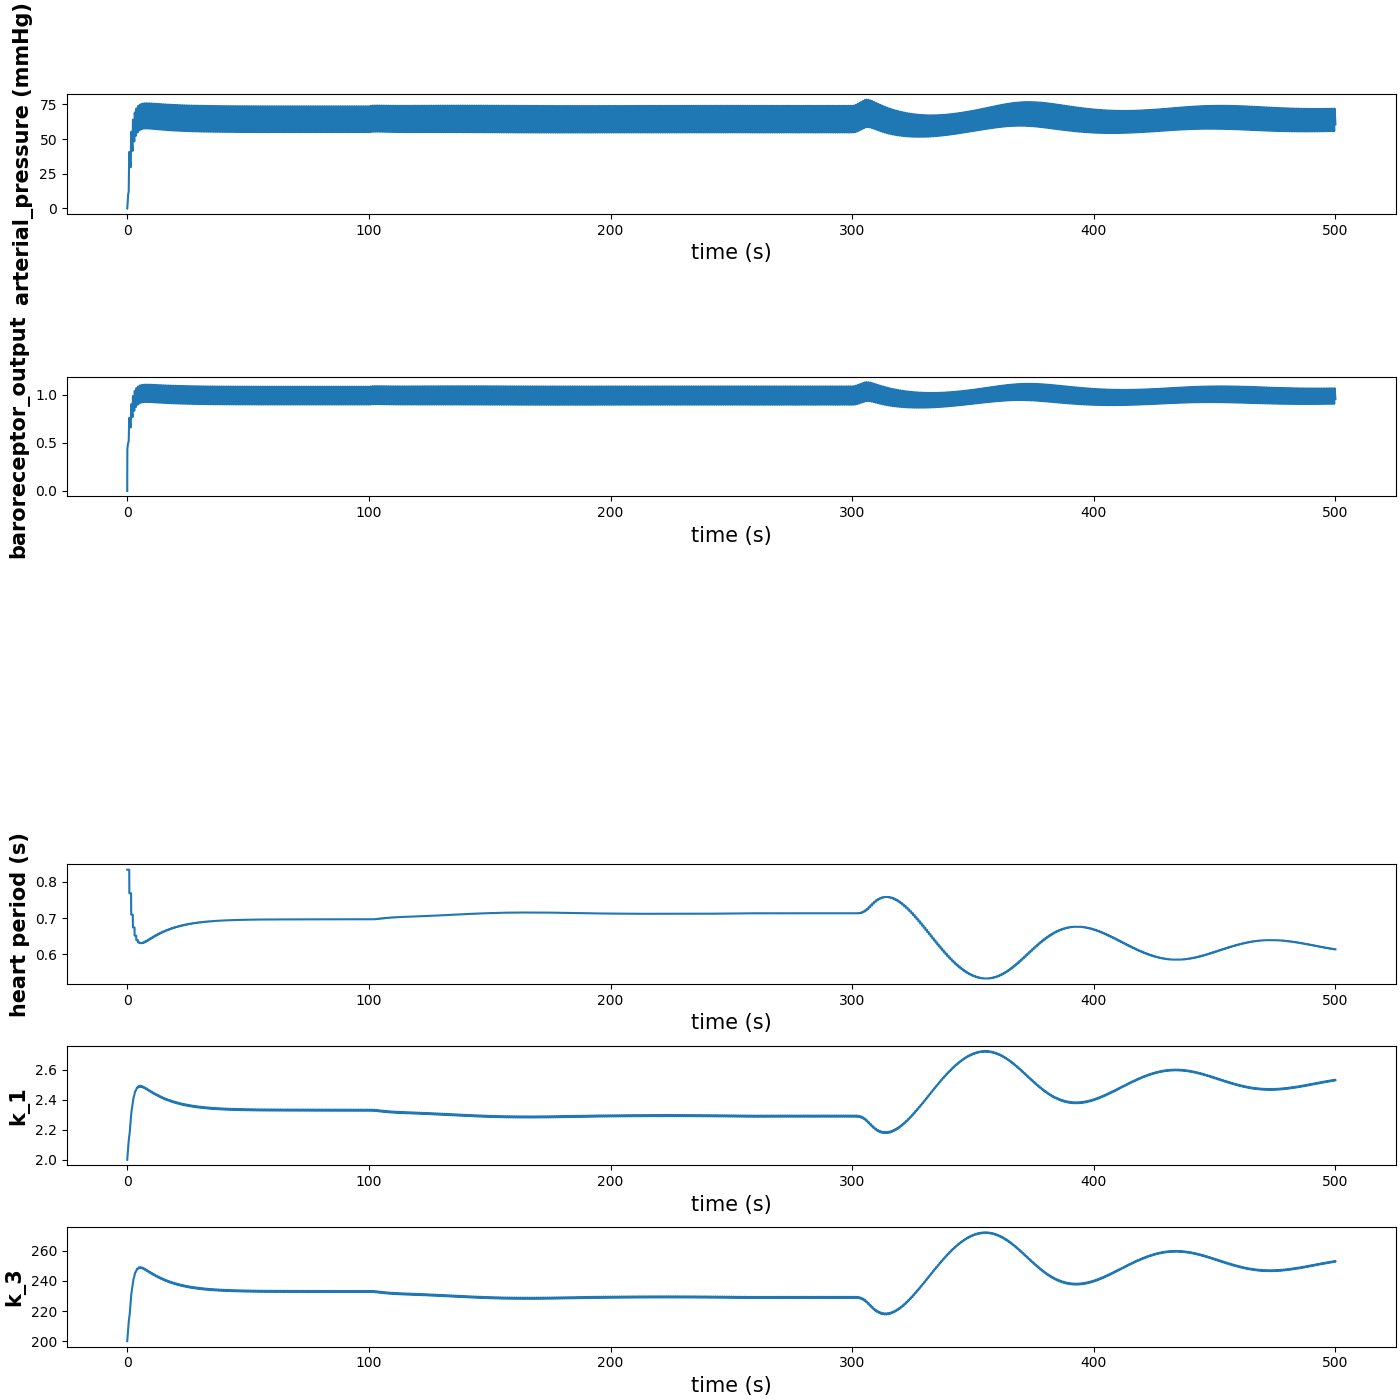 arterial_pressure (mmHg)
75
50
25
0
0 100 200 300 400 500
time (s)
baroreceptor_output
1.0
0.5
0.0
0 100 200 300 400 500
time (s)
heart period (s)
0.8
0.7
0.6
0 100 200 300 400 500
time (s)
k_1
2.6
2.4
2.2
2.0
0 100 200 300 400 500
time (s)
k_3
260
240
220
200
0 100 200 300 400 500
time (s)